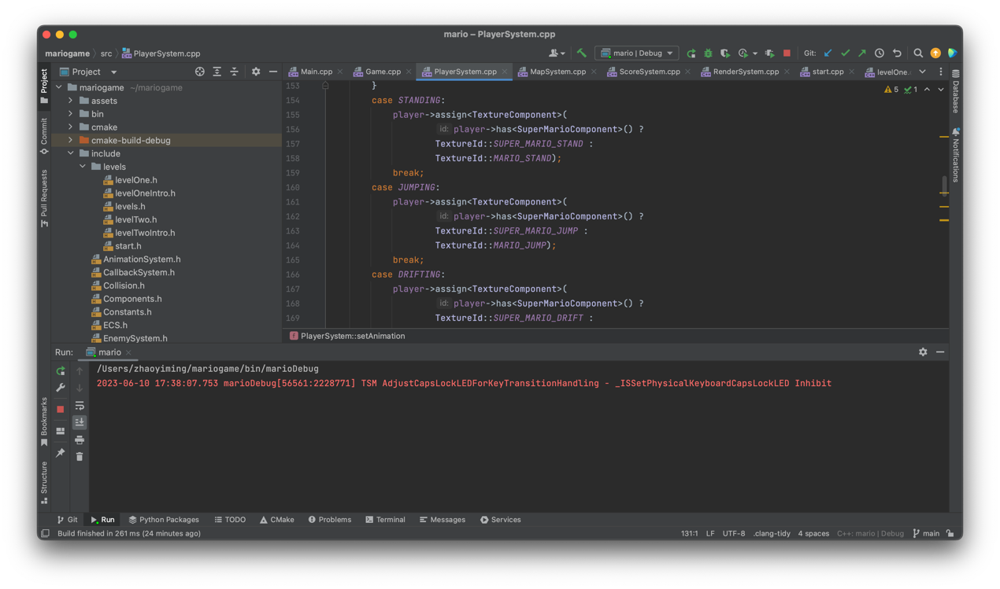 mario – PlayerSystem.cpp
mariogame
src
PlayerSystem.cpp
mario | Debug
Git:
Project
Main.cpp
Game.cpp
PlayerSystem.cpp
MapSystem.cpp
ScoreSystem.cpp
RenderSystem.cpp
start.cpp
levelOne.
Project
Commit
Pull Requests
Bookmarks
Structure
mariogame ~/mariogame
assets
bin
cmake
cmake-build-debug
include
levels
levelOne.h
levelOneIntro.h
levels.h
levelTwo.h
levelTwoIntro.h
start.h
AnimationSystem.h
CallbackSystem.h
Collision.h
Components.h
Constants.h
ECS.h
EnemySystem.h
153 }
154 case STANDING:
155 player->assign<TextureComponent>(
156 id: player->has<SuperMarioComponent>() ?
157 TextureId::SUPER_MARIO_STAND :
158 TextureId::MARIO_STAND);
159 break;
160 case JUMPING:
161 player->assign<TextureComponent>(
162 id: player->has<SuperMarioComponent>() ?
163 TextureId::SUPER_MARIO_JUMP :
164 TextureId::MARIO_JUMP);
165 break;
166 case DRIFTING:
167 player->assign<TextureComponent>(
168 id: player->has<SuperMarioComponent>() ?
169 TextureId::SUPER_MARIO_DRIFT :
5 1
Database
Notifications
f PlayerSystem::setAnimation
Run: mario
/Users/zhaoyiming/mariogame/bin/marioDebug
2023-06-10 17:38:07.753 marioDebug[56561:2228771] TSM AdjustCapsLockLEDForKeyTransitionHandling - _ISSetPhysicalKeyboardCapsLockLED Inhibit
Git
Run
Python Packages
TODO
CMake
Problems
Terminal
Messages
Services
Build finished in 261 ms (24 minutes ago)
131:1
LF
UTF-8
.clang-tidy
4 spaces
C++: mario | Debug
main